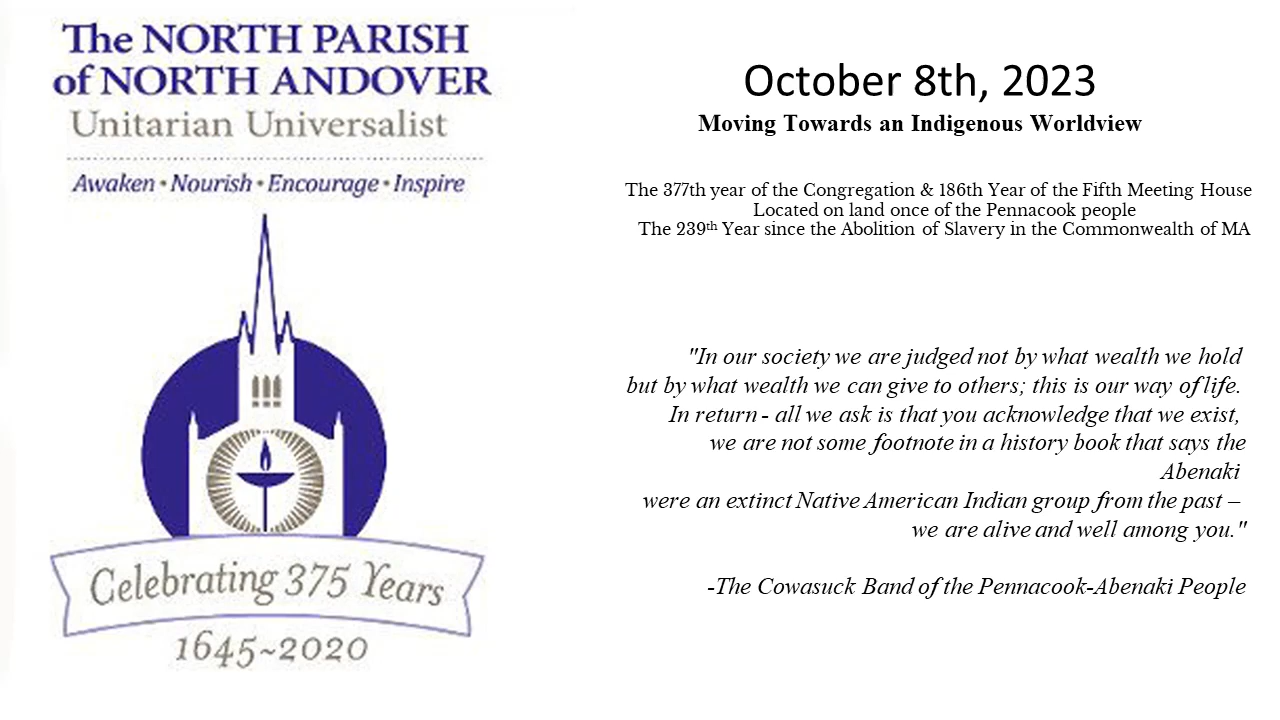 The NORTH PARISH
of NORTH ANDOVER
Unitarian Universalist
Awaken • Nourish • Encourage • Inspire
Celebrating 375 Years
1645~2020
October 8th, 2023
Moving Towards an Indigenous Worldview
The 377th year of the Congregation & 186th Year of the Fifth Meeting House
Located on land once of the Pennacook people
The 239th Year since the Abolition of Slavery in the Commonwealth of MA
"In our society we are judged not by what wealth we hold
but by what wealth we can give to others; this is our way of life.
In return - all we ask is that you acknowledge that we exist,
we are not some footnote in a history book that says the
Abenaki
were an extinct Native American Indian group from the past –
we are alive and well among you."
-The Cowasuck Band of the Pennacook-Abenaki People